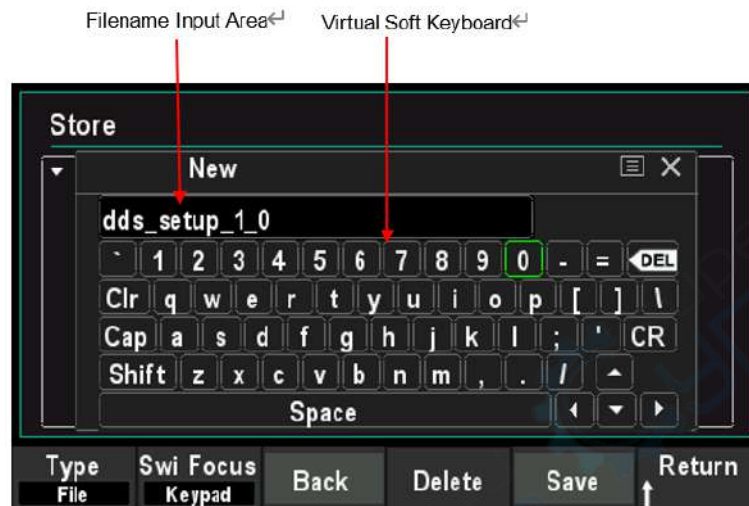 Filename Input Area↵ Virtual Soft Keyboard↵
Store
New
dds_setup_1_0
` 1 2 3 4 5 6 7 8 9 0 - = DEL
Clr q w e r t y u i o p [ ] \
Cap a s d f g h j k l ; ' CR
Shift z x c v b n m , . /
Space
Type Swi Focus Back Delete Save Return
File Keypad